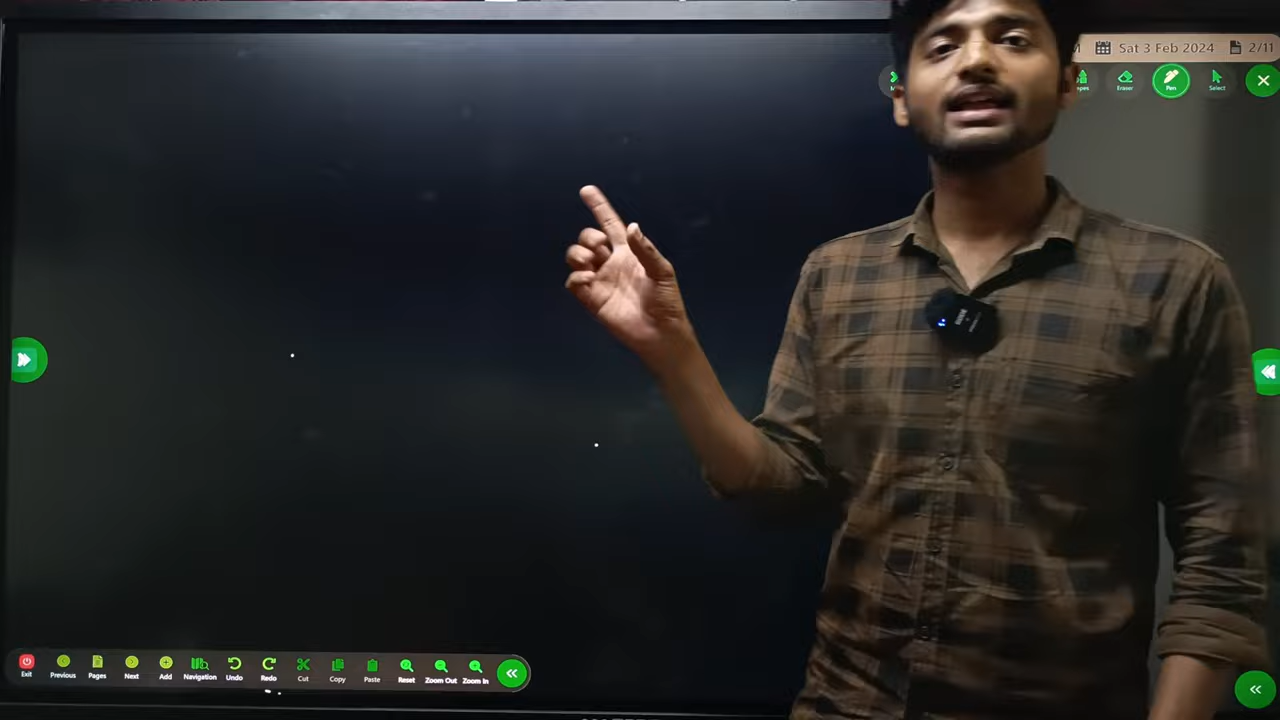 Sat 3 Feb 2024 2/11
Eraser Pen Select
Exit Previous Pages Next Add Navigation Undo Redo Cut Copy Paste Reset Zoom Out Zoom In